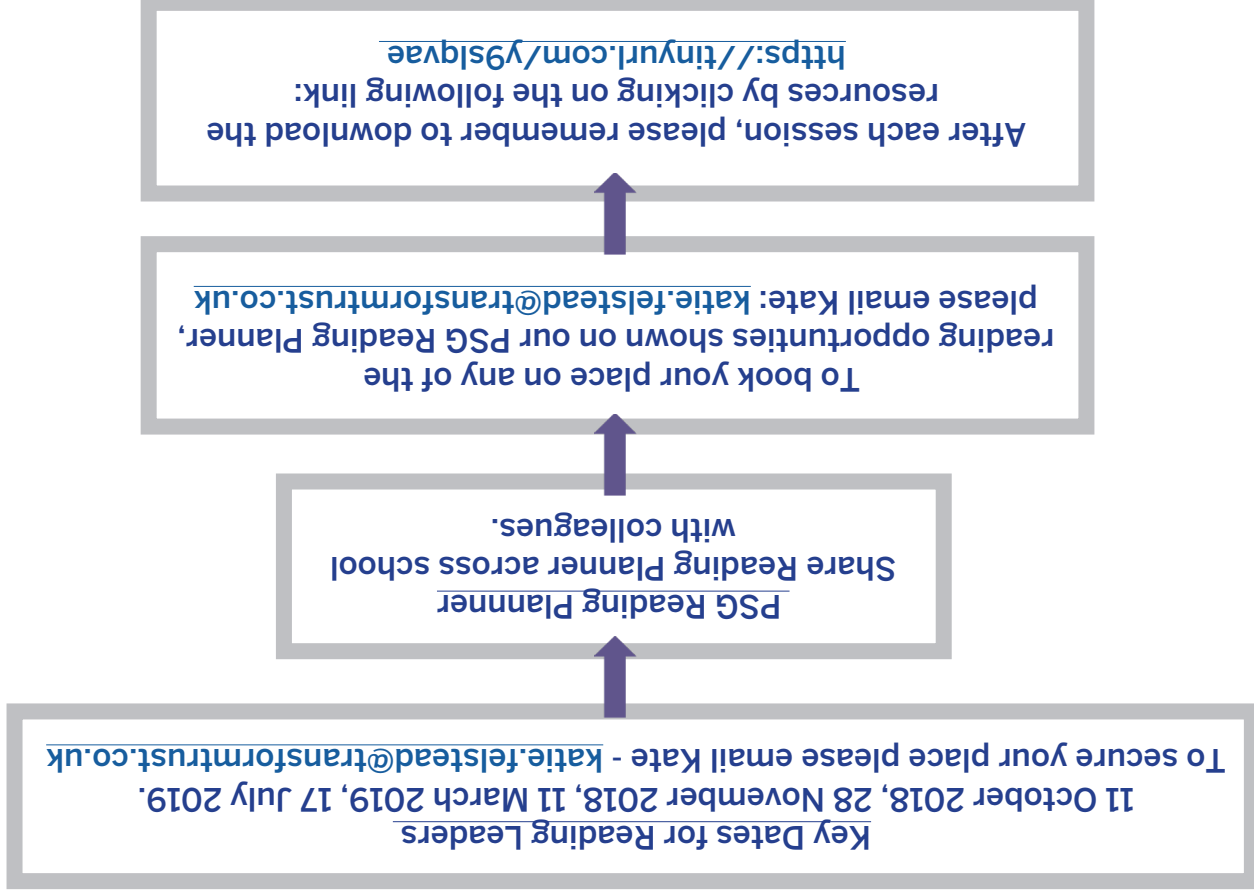 Key Dates for Reading Leaders
11 October 2018, 28 November 2018, 11 March 2019, 17 July 2019.
To secure your place please email Kate - katie.felstead@transformtrust.co.uk
PSG Reading Plannner
Share Reading Planner across school
with colleagues.
To book your place on any of the
reading opportunties shown on our PSG Reading Planner,
please email Kate: katie.felstead@transformtrust.co.uk
After each session, please remember to download the
resources by clicking on the following link:
https://tinyurl.com/y9slqvae